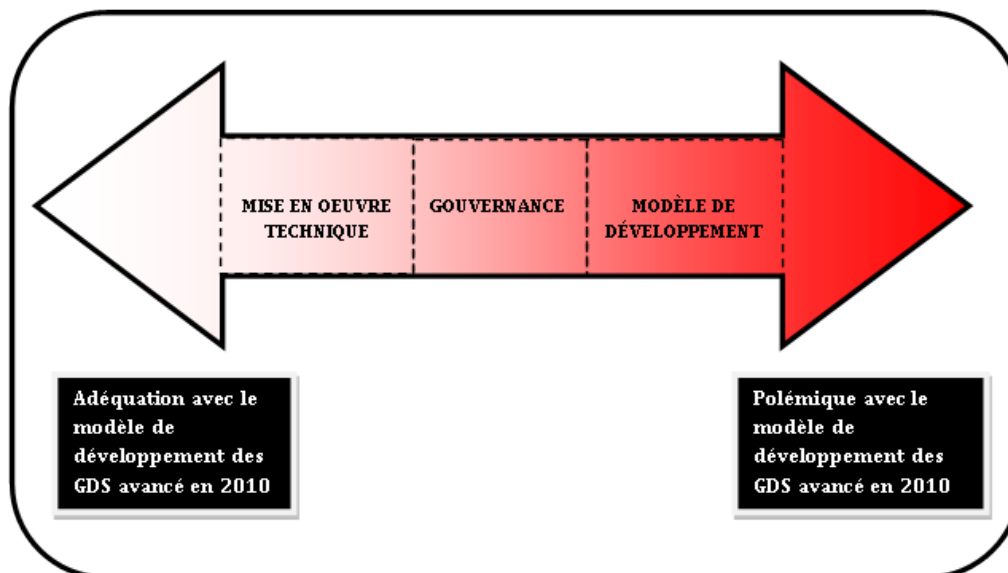 MISE EN OEUVRE
TECHNIQUE
GOUVERNANCE
MODÈLE DE
DÉVELOPPEMENT
Adéquation avec le
modèle de
développement des
GDS avancé en 2010
Polémique avec le
modèle de
développement des
GDS avancé en 2010